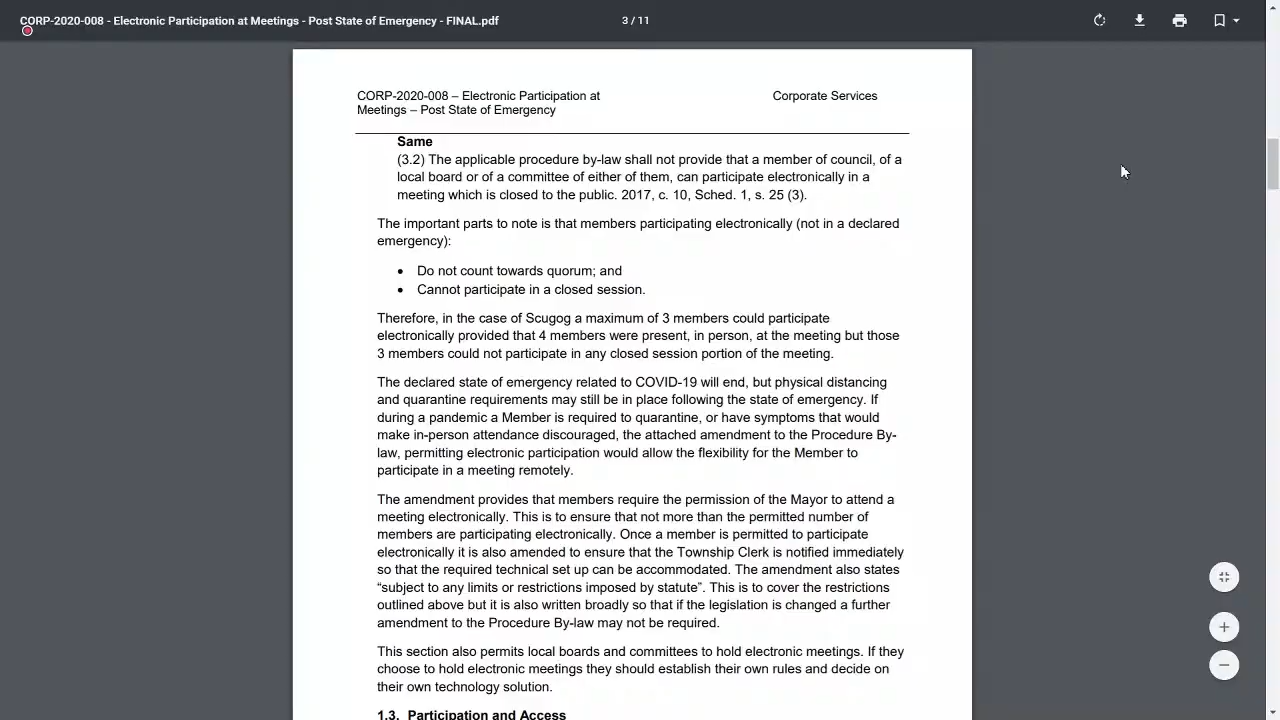 CORP-2020-008 - Electronic Participation at Meetings - Post State of Emergency - FINAL.pdf
3 / 11
CORP-2020-008 – Electronic Participation at
Meetings – Post State of Emergency
Corporate Services
Same
(3.2) The applicable procedure by-law shall not provide that a member of council, of a
local board or of a committee of either of them, can participate electronically in a
meeting which is closed to the public. 2017, c. 10, Sched. 1, s. 25 (3).
The important parts to note is that members participating electronically (not in a declared
emergency):
• Do not count towards quorum; and
• Cannot participate in a closed session.
Therefore, in the case of Scugog a maximum of 3 members could participate
electronically provided that 4 members were present, in person, at the meeting but those
3 members could not participate in any closed session portion of the meeting.
The declared state of emergency related to COVID-19 will end, but physical distancing
and quarantine requirements may still be in place following the state of emergency. If
during a pandemic a Member is required to quarantine, or have symptoms that would
make in-person attendance discouraged, the attached amendment to the Procedure By-
law, permitting electronic participation would allow the flexibility for the Member to
participate in a meeting remotely.
The amendment provides that members require the permission of the Mayor to attend a
meeting electronically. This is to ensure that not more than the permitted number of
members are participating electronically. Once a member is permitted to participate
electronically it is also amended to ensure that the Township Clerk is notified immediately
so that the required technical set up can be accommodated. The amendment also states
“subject to any limits or restrictions imposed by statute”. This is to cover the restrictions
outlined above but it is also written broadly so that if the legislation is changed a further
amendment to the Procedure By-law may not be required.
This section also permits local boards and committees to hold electronic meetings. If they
choose to hold electronic meetings they should establish their own rules and decide on
their own technology solution.
1.3. Participation and Access